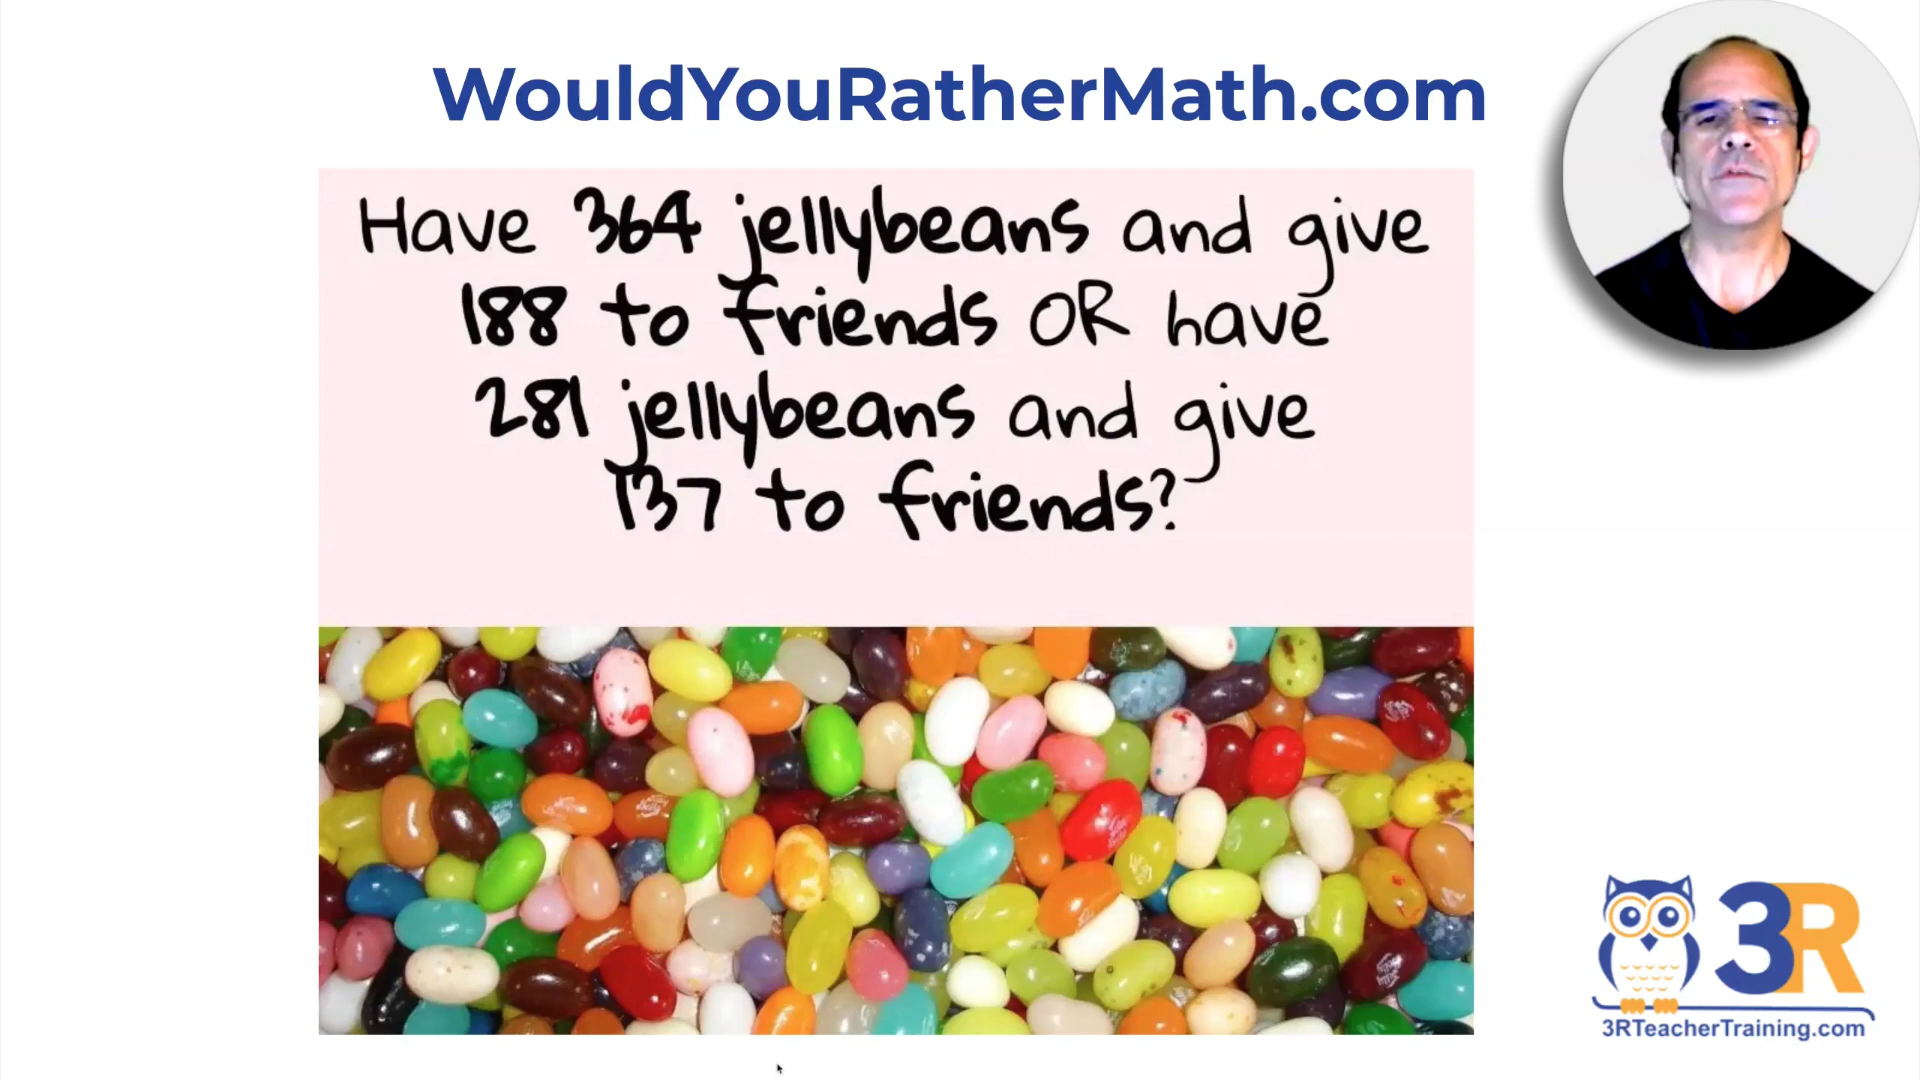 WouldYouRatherMath.com
Have 364 jellybeans and give
188 to friends OR have
281 jellybeans and give
137 to friends?
3R
3RTeacherTraining.com